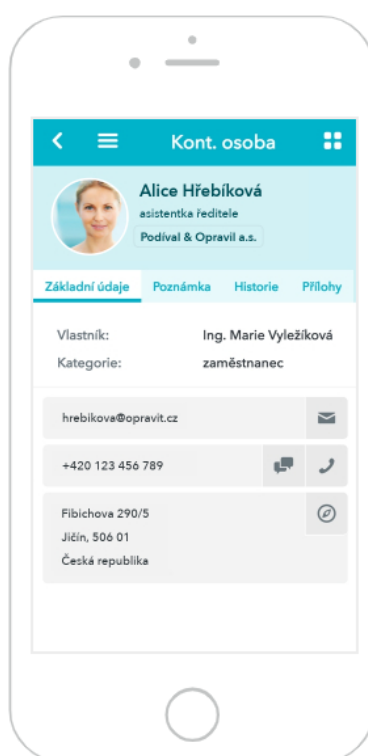 Kont. osoba
Alice Hřebíková
asistentka ředitele
Podíval & Opravil a.s.
Základní údaje Poznámka Historie Přílohy
Vlastník: Ing. Marie Vyležíková
Kategorie: zaměstnanec
hrebikova@opravit.cz
+420 123 456 789
Fibichova 290/5
Jičín, 506 01
Česká republika